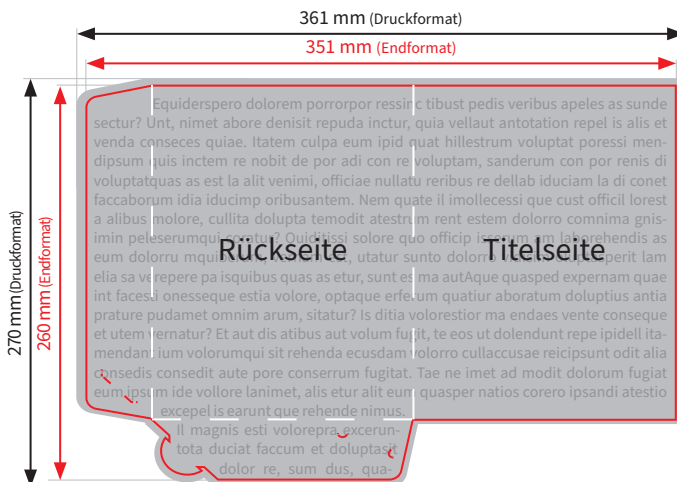 361 mm (Druckformat)
351 mm (Endformat)
270 mm (Druckformat)
260 mm (Endformat)
Equiderspero dolorem porrorpor ressinc tibust pedis veribus apeles as sunde
sectur? Unt, nimet abore denisit repuda inctur, quia vellaut antotation repel is alis et
venda conseces quiae. Itatem culpa eum ipid quat hillestrum voluptat poressi men-
dipsum quis inctem re nobit de por adi con re voluptam, sanderum con por renis di
voluptatquas as est la alit venimi, officiae nullatu reribus re dellab iduciam la di conet
faccaborum idia iducimp oribusantem. Nem quate il imollecessi que cust officil lorest
a alibus molore, cullita dolupta temodit atestrum rent estem dolorro comnima gnis-
imin peleserumqui Quiditissi solore quo officip laborehendis as
Rückseite
Titelseite
eum dolorru utatur sunto perit lam
elia sa verepere pa isquibus quas as etur, sunt es ma autAque quasped expernam quae
int facessi onesseque estia volore, optaque erferum quatior aboratum doluptius antia
prature pudamet omnim arum, sitatur? Is ditia volorestior ma endaes vente conseque
et utem vernatur? Et aut dis atibus aut volum fugit, te eos ut dolendunt repe ipidell ita-
mendant ium volorumqui sit rehenda ecusdam volorro cullaccusae reicipsunt odit alia
consedis consedit aute pore conserrum fugitat. Tae ne imet ad modit dolorum fugiat
eum ipsum ide vollore lanimet, alis etur alit eum quasper natios corero ipsandi atestio
excepel is earunt que rehende nimus.
Il magnis esti volorepra excerun-
tota duciat faccum et doluptasit
dolor re, sum dus, qua-